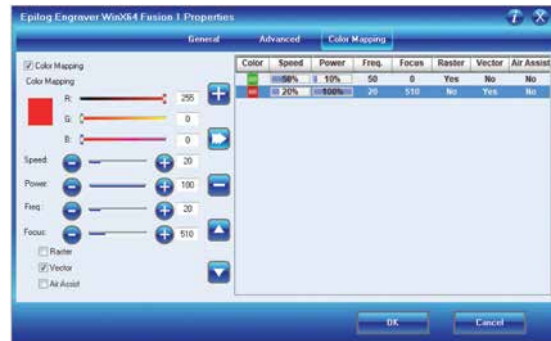 Epilog Engraver WinX64 Fusion 1 Properties
General Advanced Color Mapping
Color Mapping
Color Mapping
R: 255
G: 0
B: 0
Speed: 20
Power: 100
Freq.: 20
Focus: 510
Raster
Vector
Air Assist
Color Speed Power Freq. Focus Raster Vector Air Assist
50% 10% 50 0 Yes No No
20% 100% 20 510 No Yes No
OK Cancel